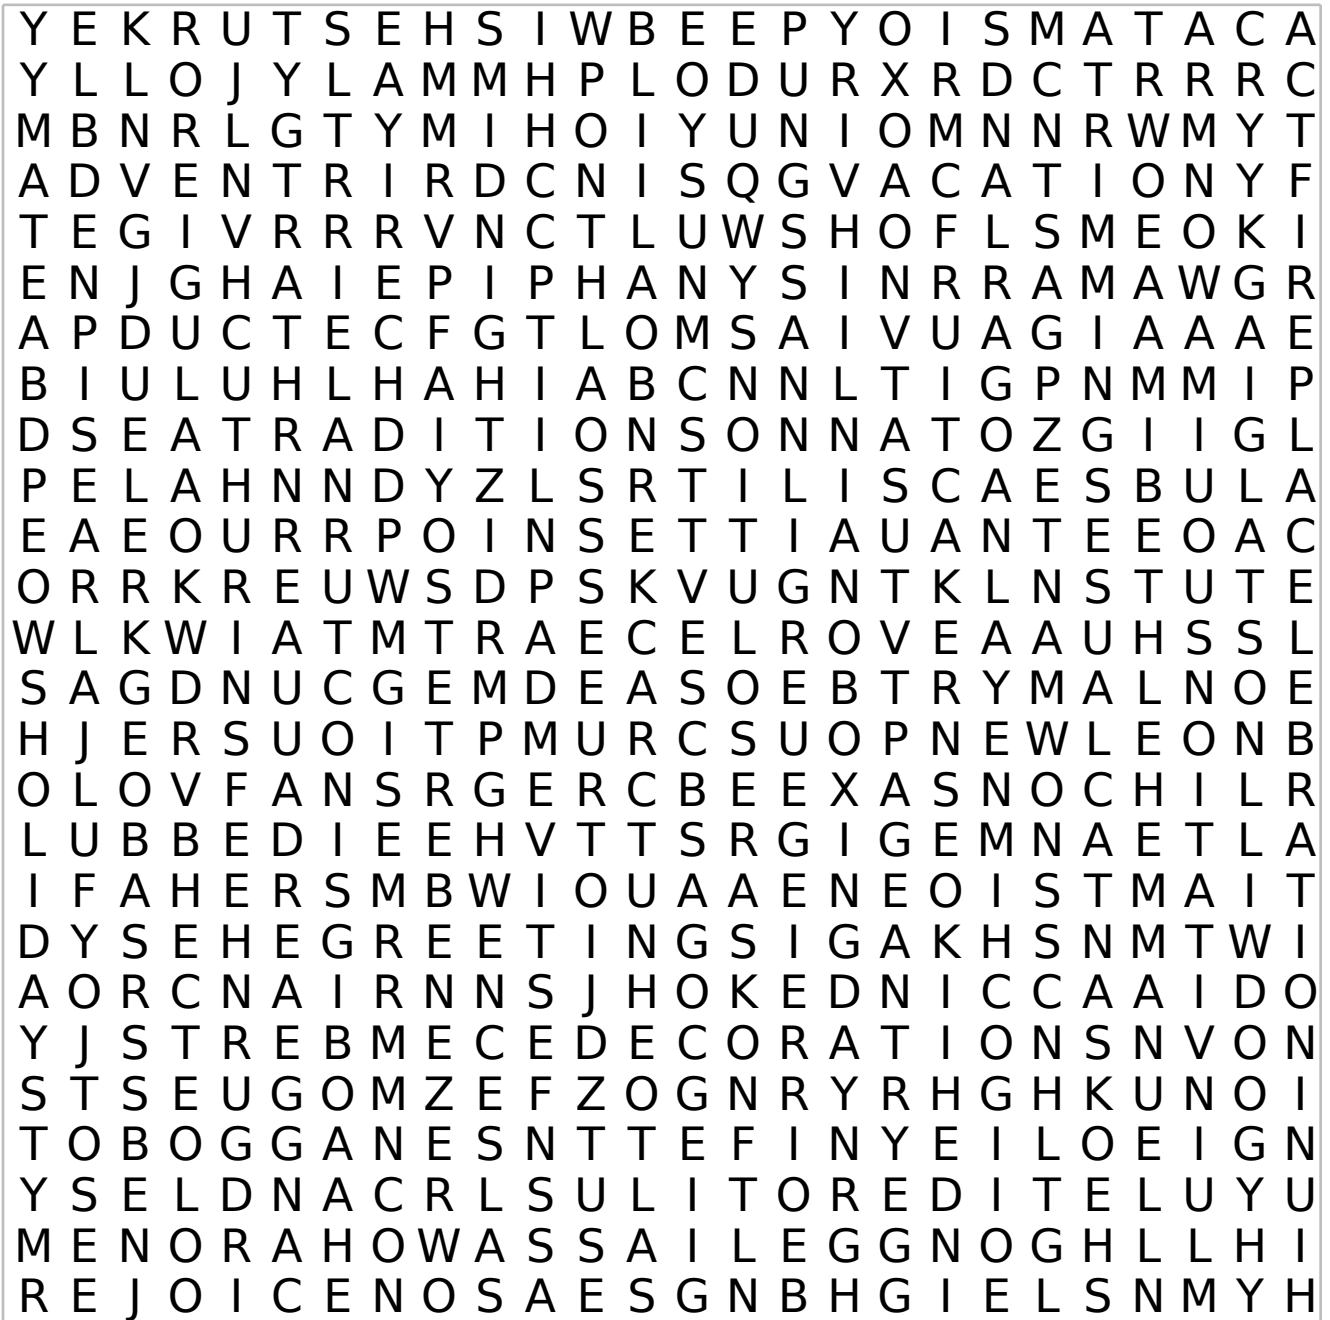 Y E K R U T S E H S I W B E E P Y O I S M A T A C A
Y L L O J Y L A M M H P L O D U R X R D C T R R R C
M B N R L G T Y M I H O I Y U N I O M N N R W M Y T
A D V E N T R I R D C N I S Q G V A C A T I O N Y F
T E G I V R R R V N C T L U W S H O F L S M E O K I
E N J G H A I E P I P H A N Y S I N R R A M A W G R
A P D U C T E C F G T L O M S A I V U A G I A A A E
B I U L U H L H A H I A B C N N L T I G P N M M I P
D S E A T R A D I T I O N S O N N A T O Z G I I G L
P E L A H N N D Y Z L S R T I L I S C A E S B U L A
E A E O U R R P O I N S E T T I A U A N T E E O A C
O R R K R E U W S D P S K V U G N T K L N S T U T E
W L K W I A T M T R A E C E L R O V E A A U H S S L
S A G D N U C G E M D E A S O E B T R Y M A L N O E
H J E R S U O I T P M U R C S U O P N E W L E O N B
O L O V F A N S R G E R C B E E X A S N O C H I L R
L U B B E D I E E H V T T S R G I G E M N A E T L A
I F A H E R S M B W I O U A A E N E O I S T M A I T
D Y S E H E G R E E T I N G S I G A K H S N M T W I
A O R C N A I R N N S J H O K E D N I C C A A I D O
Y J S T R E B M E C E D E C O R A T I O N S N V O N
S T S E U G O M Z E F Z O G N R Y R H G H K U N O I
T O B O G G A N E S N T T E F I N Y E I L O E I G N
Y S E L D N A C R L S U L I T O R E D I T E L U Y U
M E N O R A H O W A S S A I L E G G N O G H L L H I
R E J O I C E N O S A E S G N B H G I E L S N M Y H